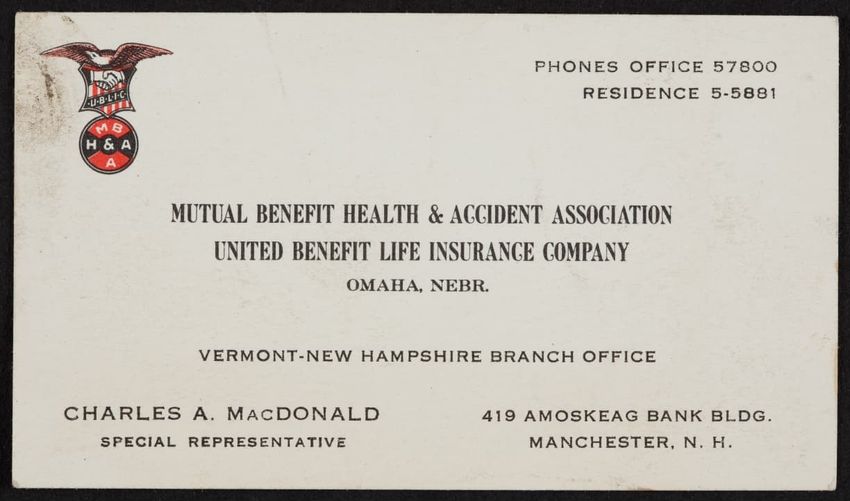 PHONES OFFICE 57800
RESIDENCE 5-5881
U·B·L·I·C
MB
H & A
A
MUTUAL BENEFIT HEALTH & ACCIDENT ASSOCIATION
UNITED BENEFIT LIFE INSURANCE COMPANY
OMAHA, NEBR.
VERMONT-NEW HAMPSHIRE BRANCH OFFICE
CHARLES A. MACDONALD
SPECIAL REPRESENTATIVE
419 AMOSKEAG BANK BLDG.
MANCHESTER, N. H.